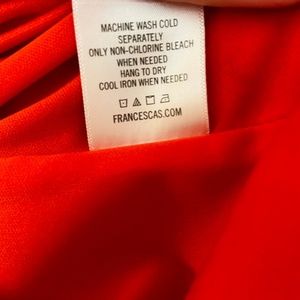 MACHINE WASH COLD
SEPARATELY
ONLY NON-CHLORINE BLEACH
WHEN NEEDED
HANG TO DRY
COOL IRON WHEN NEEDED
FRANCESCAS.COM